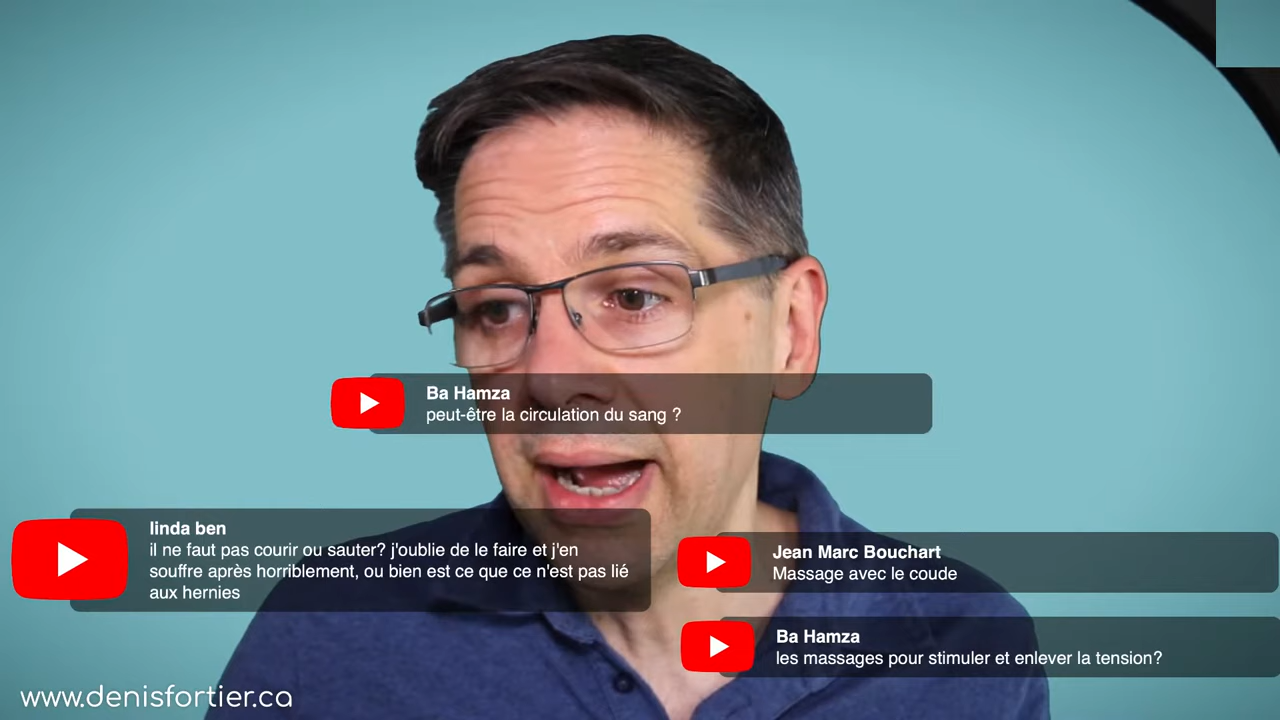 Ba Hamza
peut-être la circulation du sang ?
linda ben
il ne faut pas courir ou sauter? j'oublie de le faire et j'en
souffre après horriblement, ou bien est ce que ce n'est pas lié
aux hernies
Jean Marc Bouchart
Massage avec le coude
Ba Hamza
les massages pour stimuler et enlever la tension?
www.denisfortier.ca